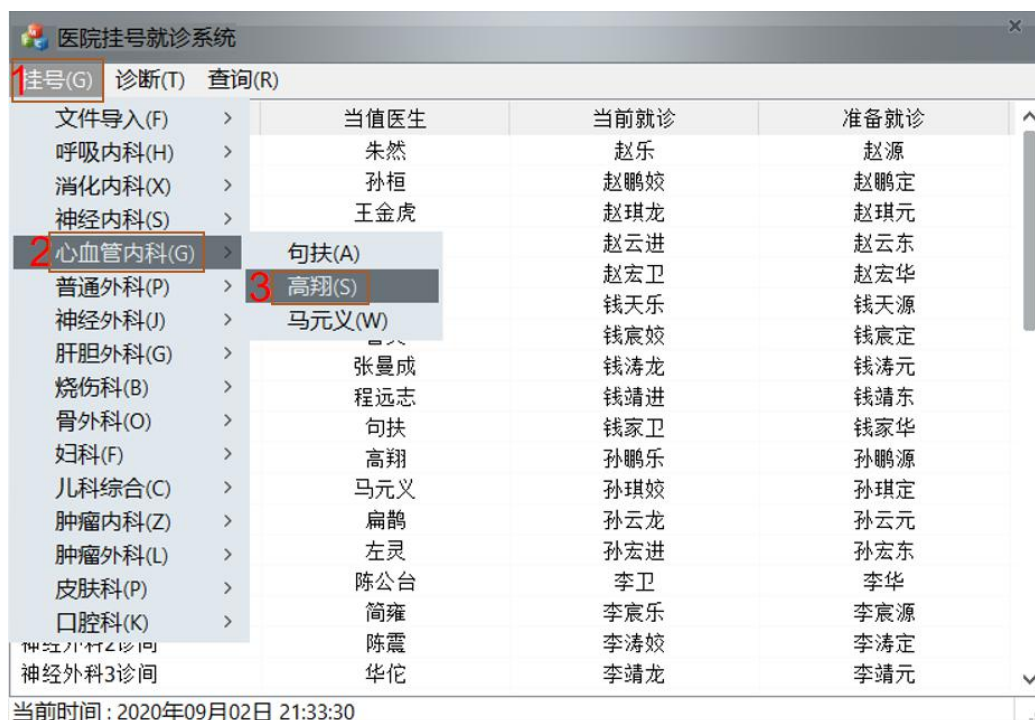 医院挂号就诊系统
1 挂号(G) 诊断(T) 查询(R)
文件导入(F) > 当值医生 当前就诊 准备就诊
呼吸内科(H) > 朱然 赵乐 赵源
消化内科(X) > 孙桓 赵鹏姣 赵鹏定
神经内科(S) > 王金虎 赵琪龙 赵琪元
2 心血管内科(G) > 句扶(A) 赵云进 赵云东
普通外科(P) > 3 高翔(S) 赵宏卫 赵宏华
神经外科(J) > 马元义(W) 钱天乐 钱天源
钱宸姣 钱宸定
肝胆外科(G) > 张曼成 钱涛龙 钱涛元
烧伤科(B) > 程远志 钱靖进 钱靖东
骨外科(O) > 句扶 钱家卫 钱家华
妇科(F) > 高翔 孙鹏乐 孙鹏源
儿科综合(C) > 马元义 孙琪姣 孙琪定
肿瘤内科(Z) > 扁鹊 孙云龙 孙云元
肿瘤外科(L) > 左灵 孙宏进 孙宏东
皮肤科(P) > 陈公台 李卫 李华
口腔科(K) > 简雍 李宸乐 李宸源
神经外科2诊间 陈震 李涛姣 李涛定
神经外科3诊间 华佗 李靖龙 李靖元
当前时间 : 2020年09月02日 21:33:30